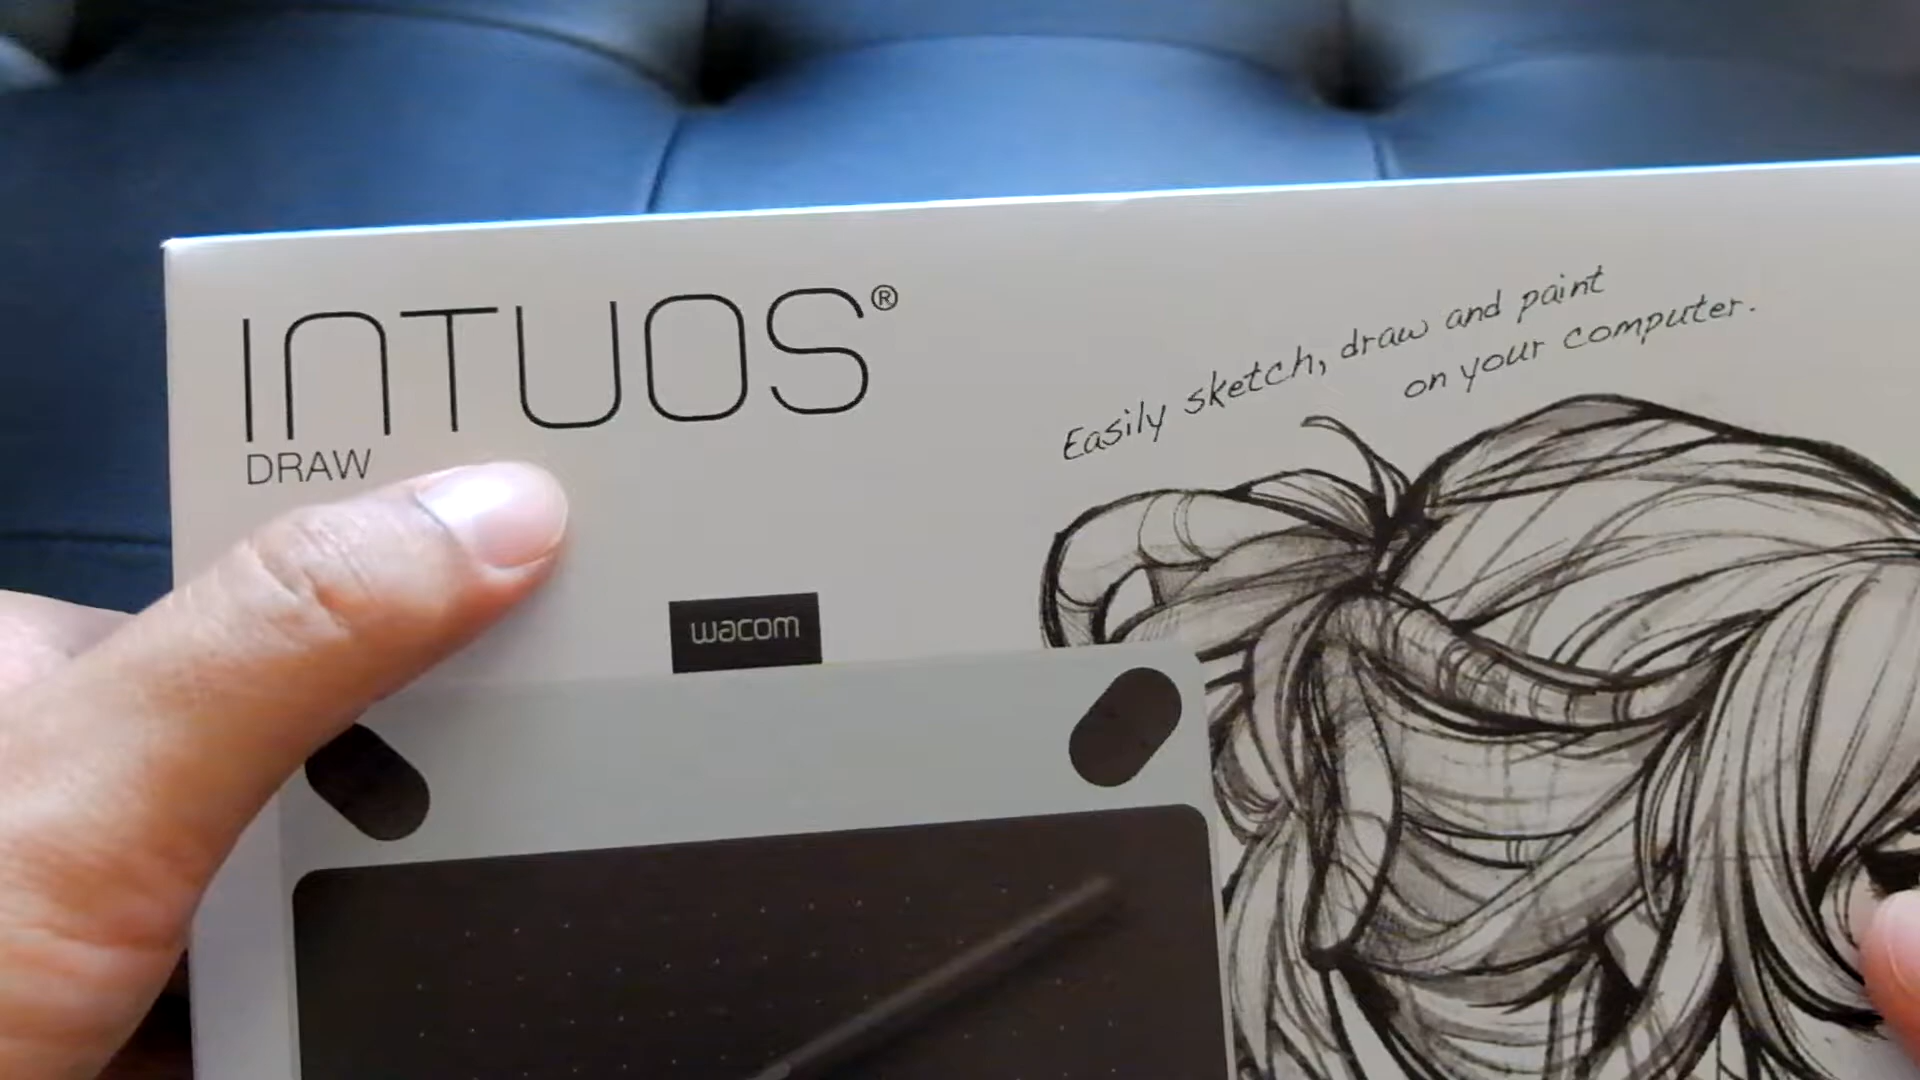 INTUOS®
DRAW
Easily sketch, draw and paint
on your computer.
wacom